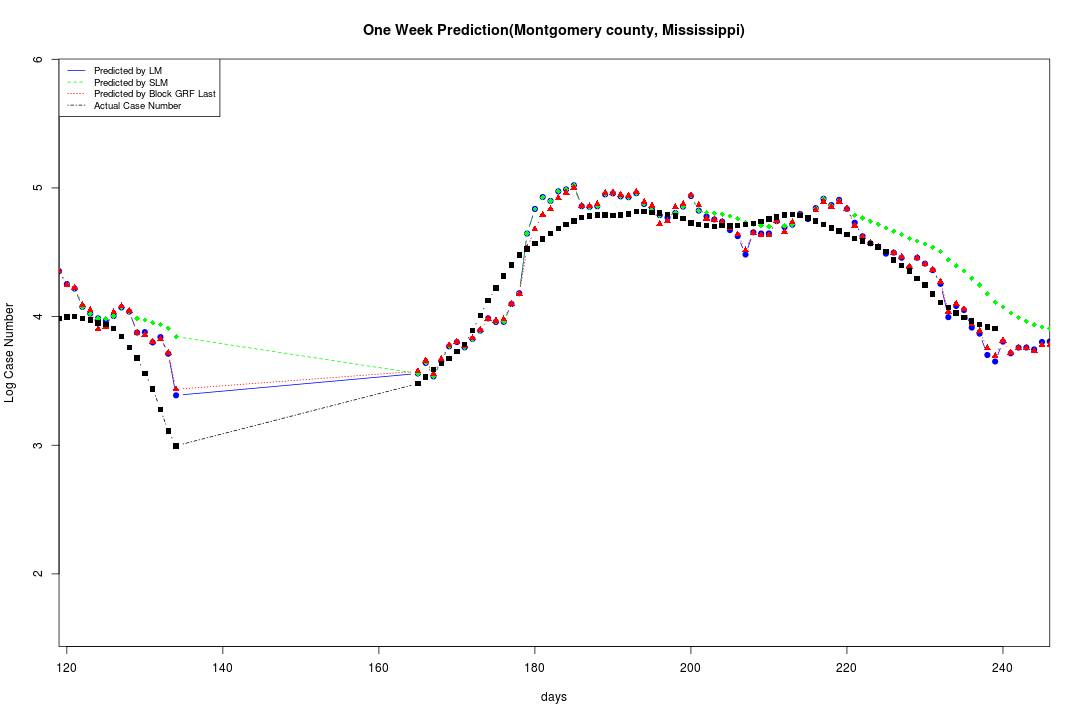 One Week Prediction(Montgomery county, Mississippi)
Predicted by LM
Predicted by SLM
Predicted by Block GRF Last
Actual Case Number
Log Case Number
6
5
4
3
2
120 140 160 180 200 220 240
days